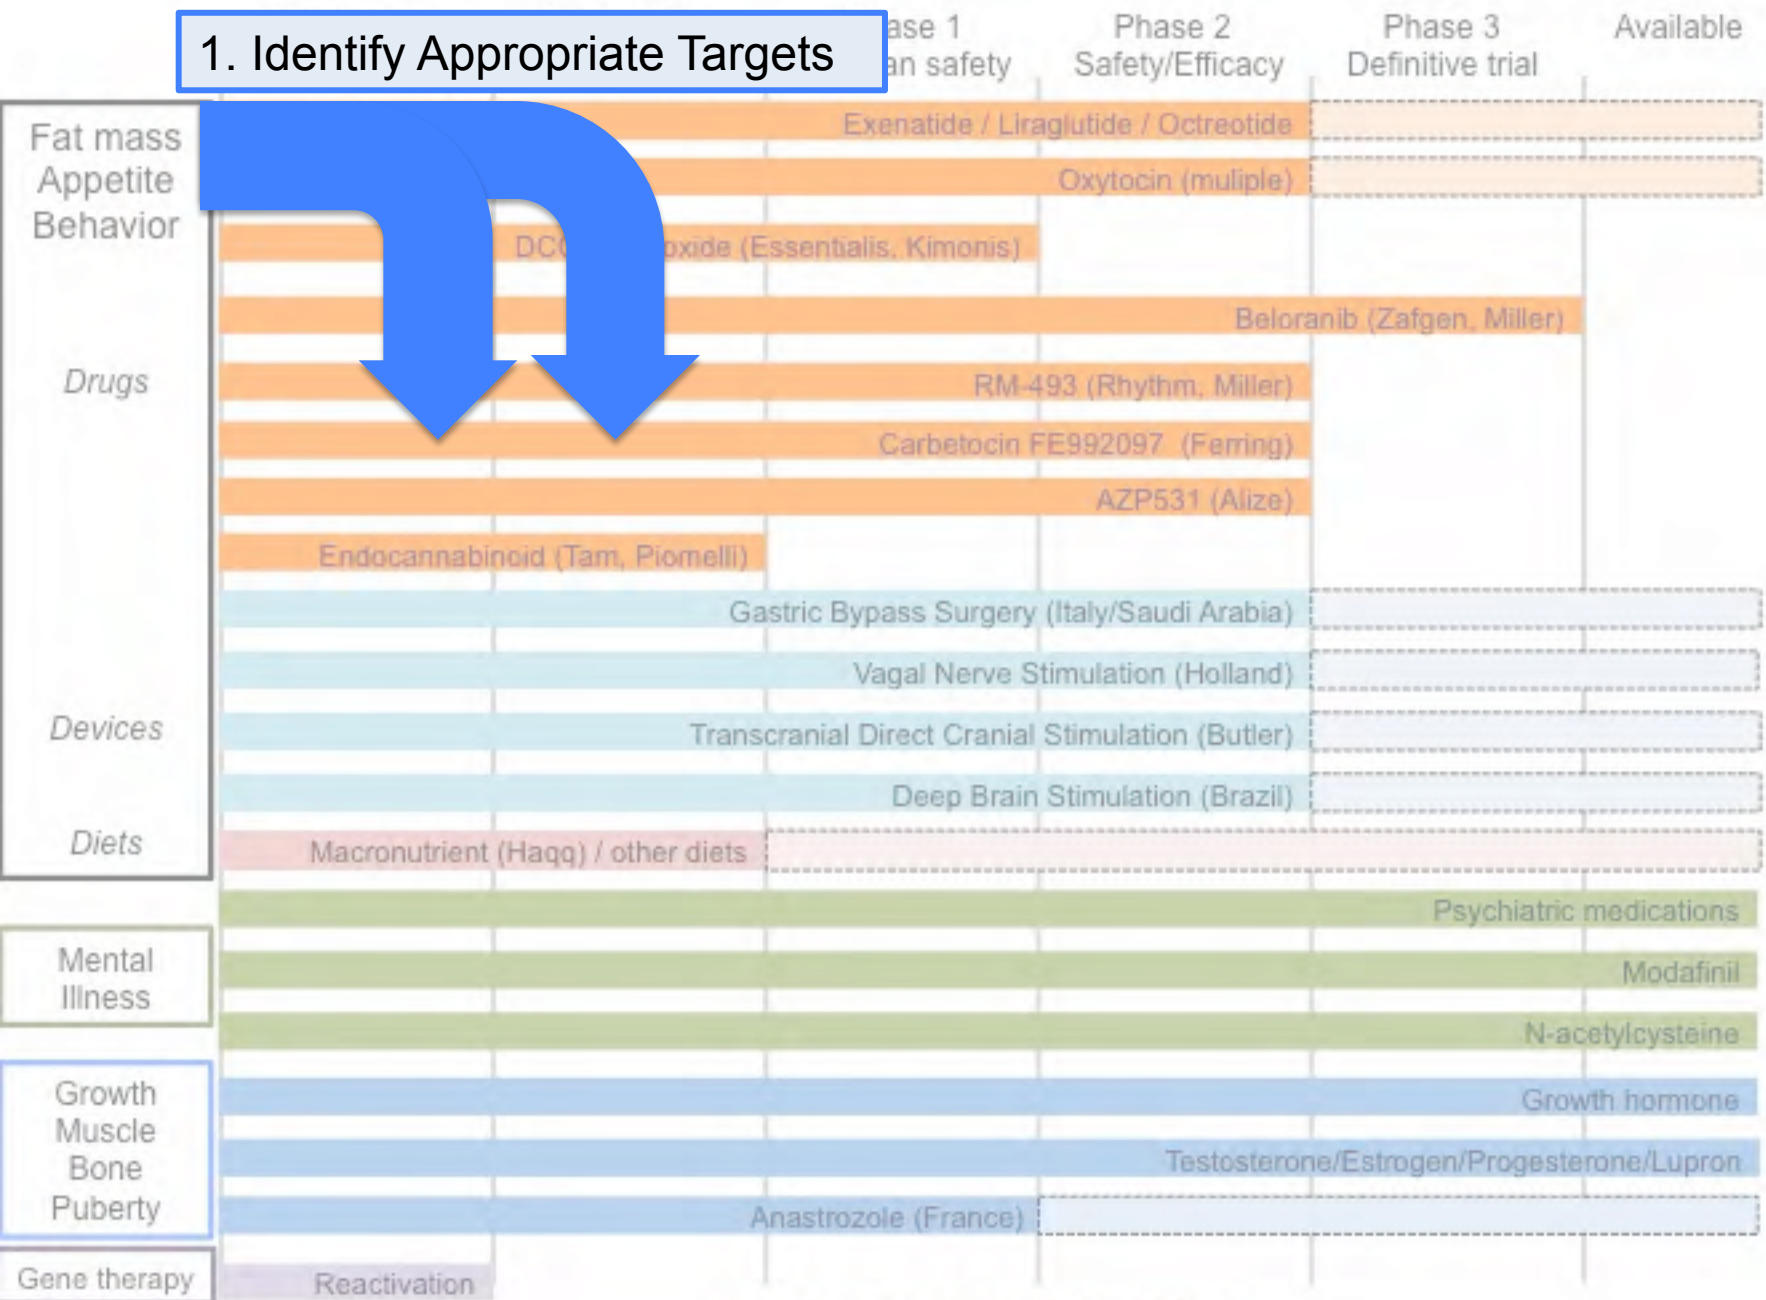 1. Identify Appropriate Targets
ase 1
an safety
Phase 2
Safety/Efficacy
Phase 3
Definitive trial
Available
Fat mass
Appetite
Behavior
Exenatide / Liraglutide / Octreotide
Oxytocin (muliple)
DCC
oxide (Essentialis, Kimonis)
Beloranib (Zafgen, Miller)
Drugs
RM-493 (Rhythm, Miller)
Carbetocin FE992097 (Ferring)
AZP531 (Alize)
Endocannabinoid (Tam, Piomelli)
Gastric Bypass Surgery (Italy/Saudi Arabia)
Vagal Nerve Stimulation (Holland)
Devices
Transcranial Direct Cranial Stimulation (Butler)
Deep Brain Stimulation (Brazil)
Diets
Macronutrient (Haqq) / other diets
Psychiatric medications
Mental
Illness
Modafinil
N-acetylcysteine
Growth
Muscle
Bone
Puberty
Growth hormone
Testosterone/Estrogen/Progesterone/Lupron
Anastrozole (France)
Gene therapy
Reactivation